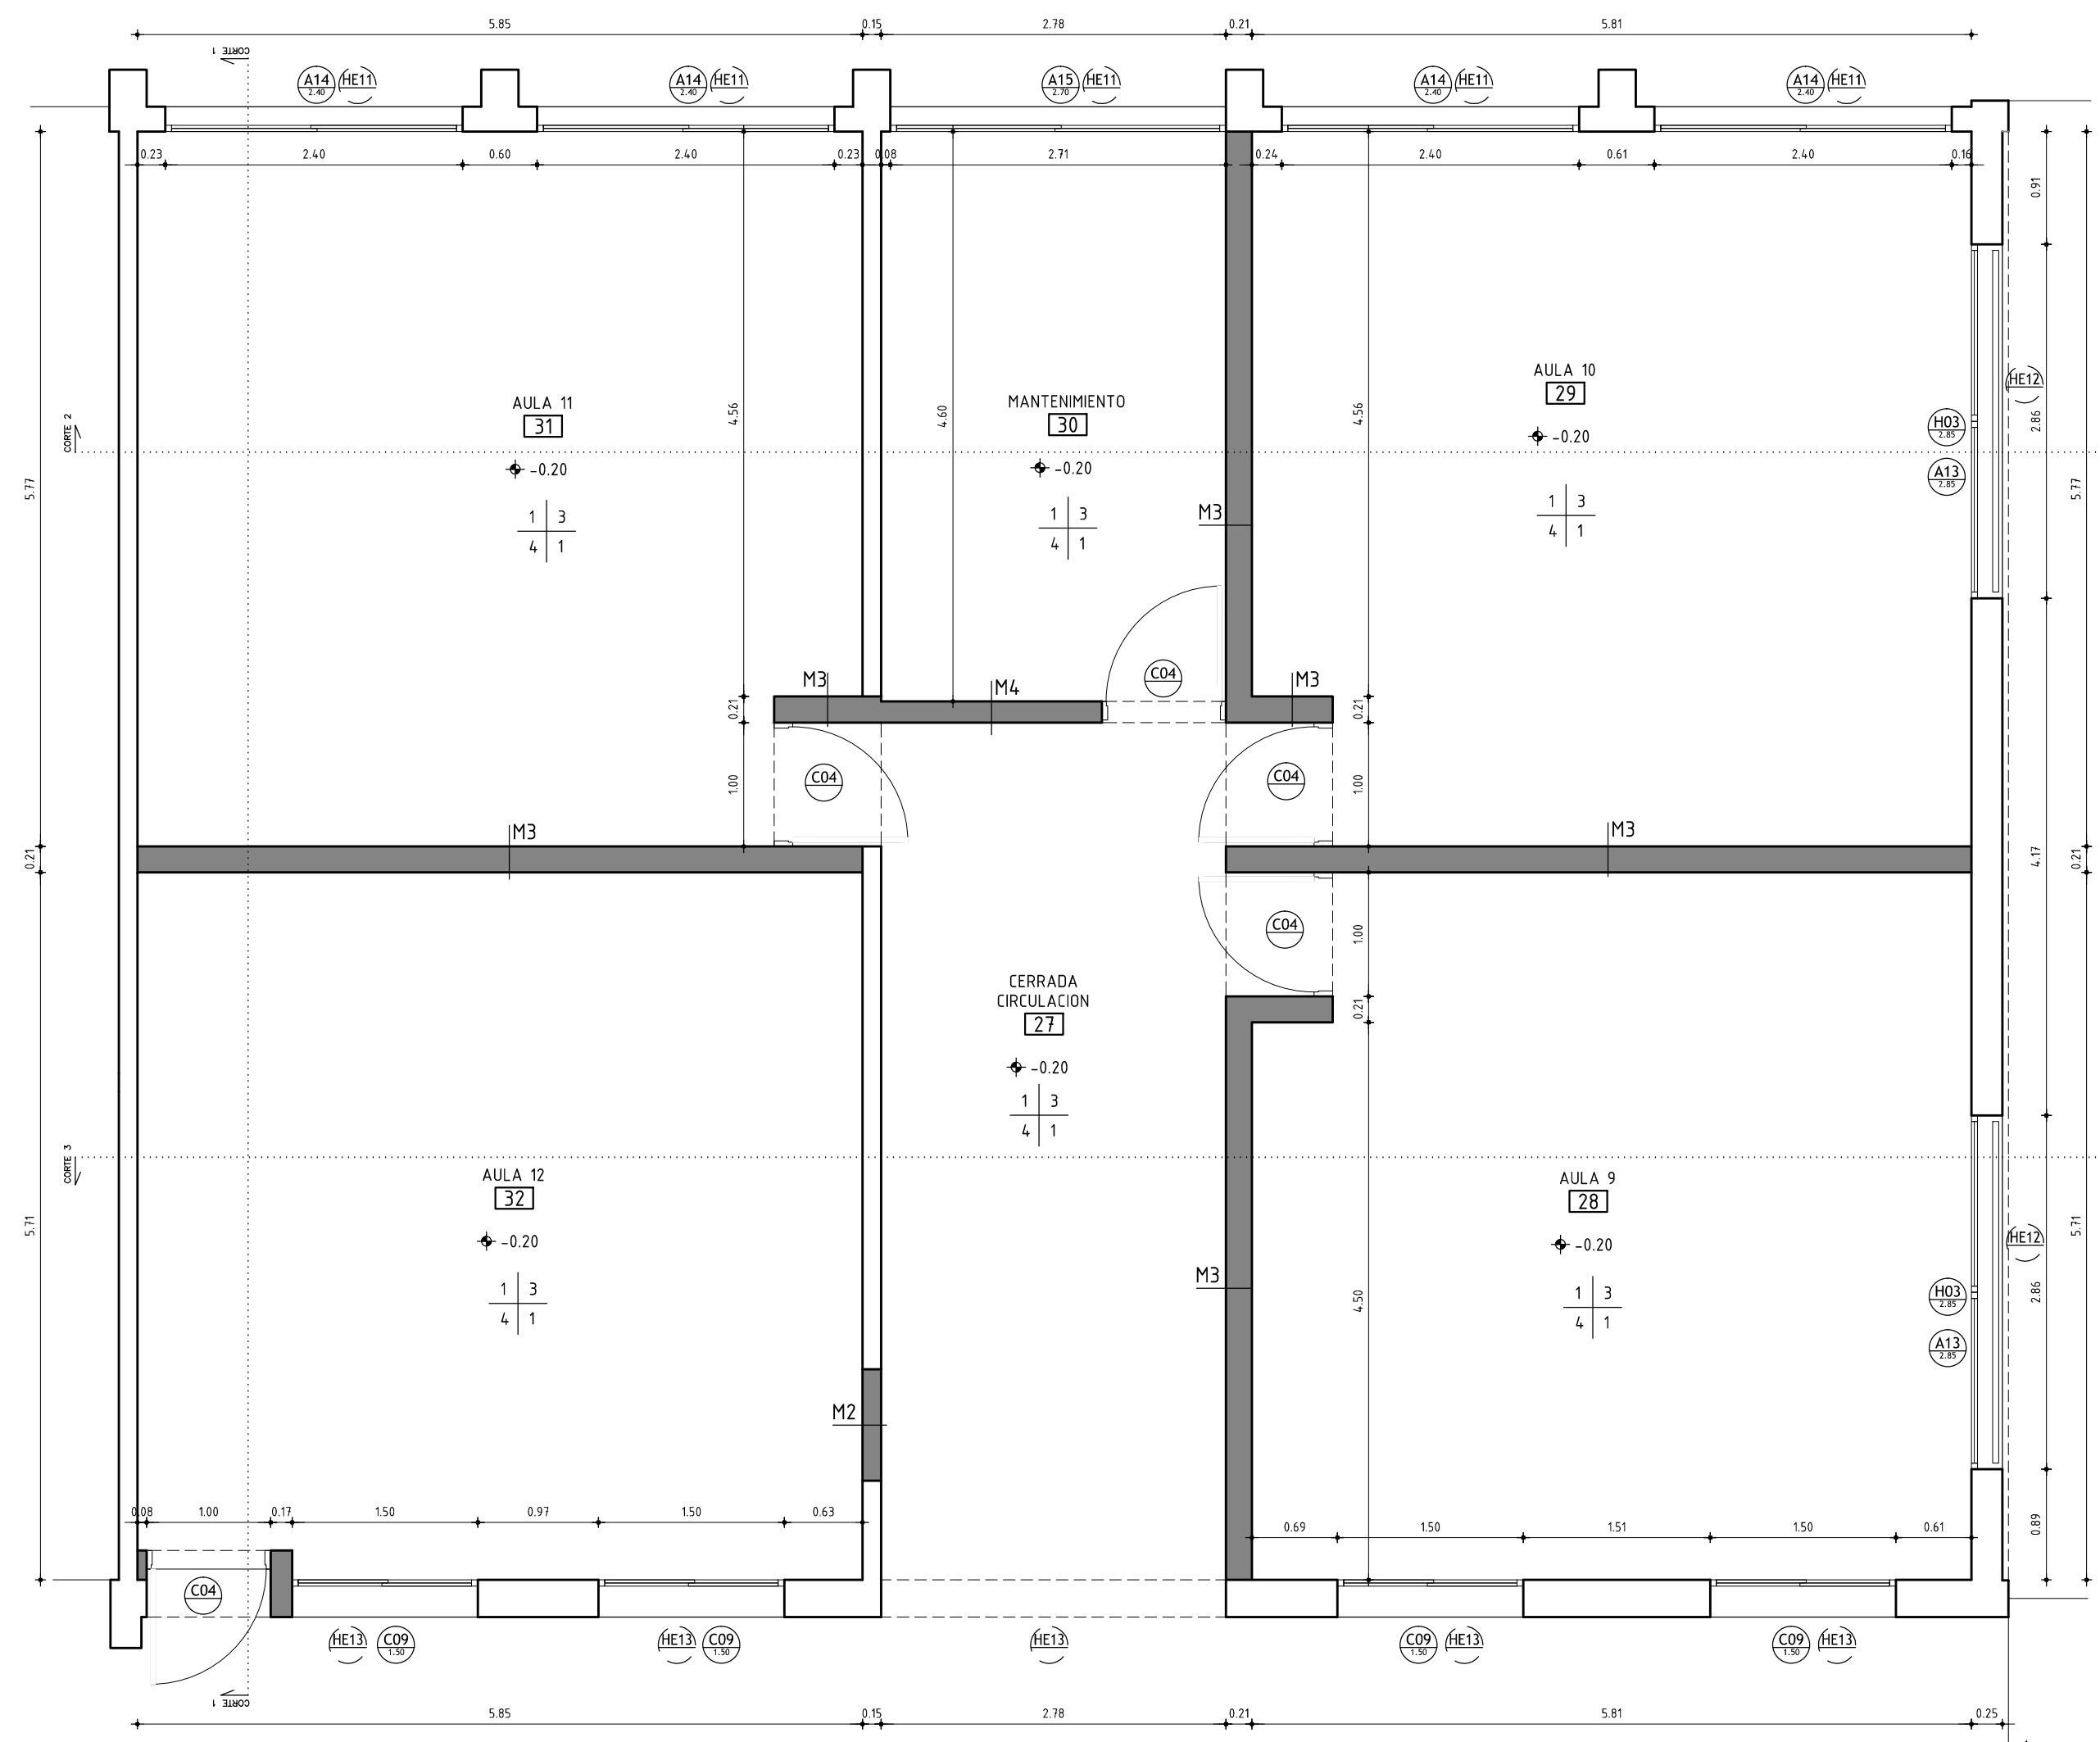 5.85 0.15 2.78 0.21 5.81
CORTE 1
A14 HE11 A14 HE11 A15 HE11 A14 HE11 A14 HE11
2.40 2.40 2.70 2.40 2.40
0.23 2.40 0.60 2.40 0.23 0.08 2.71 0.24 2.40 0.61 2.40 0.16
0.91
AULA 10
29
-0.20
1 3
4 1
HE12
H03
2.85
A13
2.85
2.86
5.77
AULA 11
31
-0.20
1 3
4 1
4.56
MANTENIMIENTO
30
-0.20
1 3
4 1
4.60
4.56
CORTE 2
5.77
M3
M3
M4
C04
M3
0.21
0.21
C04
C04
1.00
1.00
M3
M3
0.21
0.21
4.17
C04
1.00
0.21
CERRADA
CIRCULACION
27
-0.20
1 3
4 1
CORTE 3
5.71
AULA 12
32
-0.20
1 3
4 1
AULA 9
28
-0.20
1 3
4 1
M3
4.50
HE12
H03
2.85
A13
2.85
2.86
5.71
M2
0.08 1.00 0.17 1.50 0.97 1.50 0.63
0.69 1.50 1.51 1.50 0.61
0.89
C04
HE13 C09 HE13 C09 HE13 C09 HE13 C09 HE13
1.50 1.50 1.50 1.50
CORTE 1
5.85 0.15 2.78 0.21 5.81 0.25